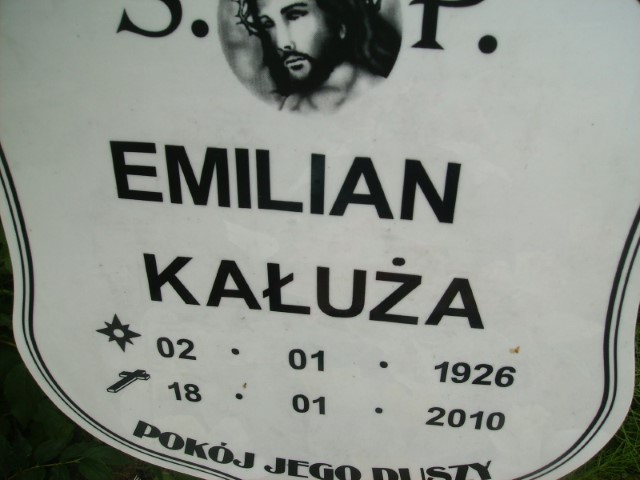 S. P.
EMILIAN
KAŁUŻA
02 • 01 • 1926
18 • 01 • 2010
POKÓJ JEGO DUSZY